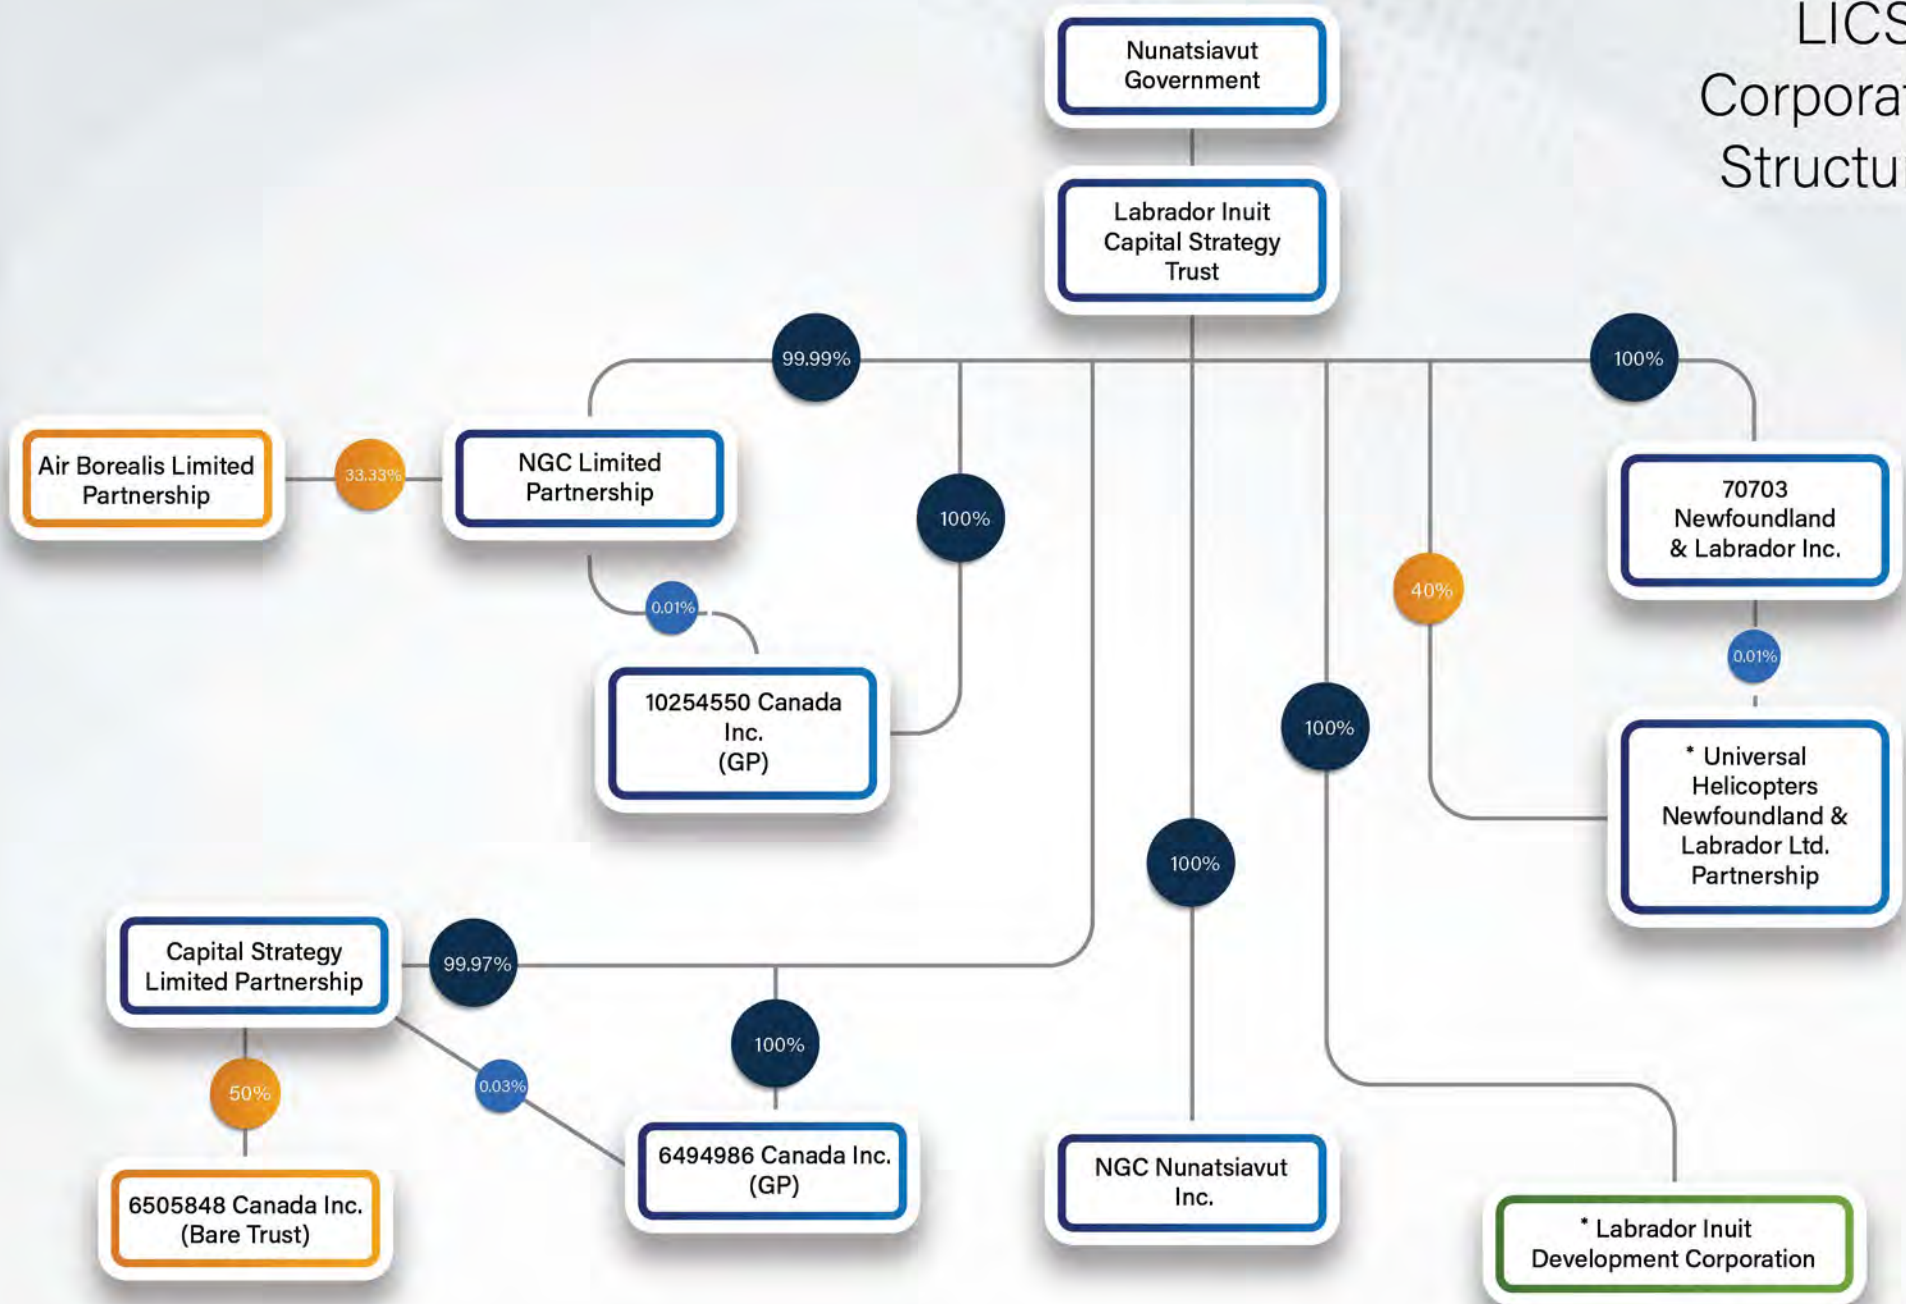 LICS
Corporat
Structu
Nunatsiavut
Government
Labrador Inuit
Capital Strategy
Trust
99.99%
100%
Air Borealis Limited
Partnership
33.33%
NGC Limited
Partnership
100%
70703
Newfoundland
& Labrador Inc.
40%
0.01%
0.01%
10254550 Canada
Inc.
(GP)
100%
* Universal
Helicopters
Newfoundland &
Labrador Ltd.
Partnership
100%
Capital Strategy
Limited Partnership
99.97%
100%
50%
0.03%
6505848 Canada Inc.
(Bare Trust)
6494986 Canada Inc.
(GP)
NGC Nunatsiavut
Inc.
* Labrador Inuit
Development Corporation